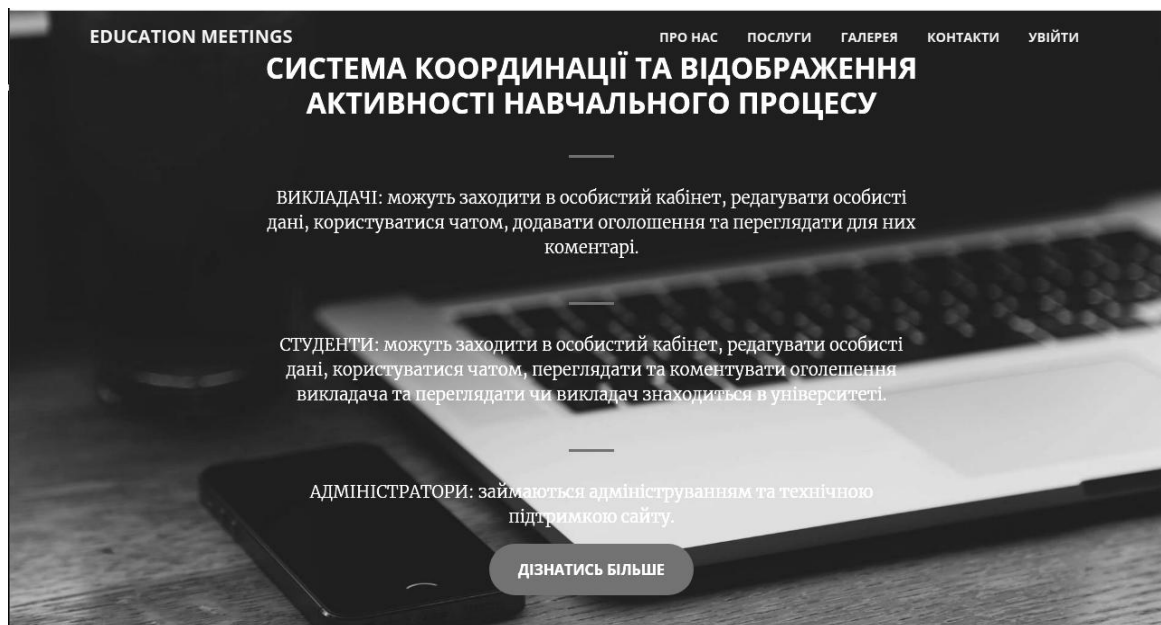 EDUCATION MEETINGS
ПРО НАС ПОСЛУГИ ГАЛЕРЕЯ КОНТАКТИ УВІЙТИ
СИСТЕМА КООРДИНАЦІЇ ТА ВІДОБРАЖЕННЯ
АКТИВНОСТІ НАВЧАЛЬНОГО ПРОЦЕСУ
ВИКЛАДАЧІ: можуть заходити в особистий кабінет, редагувати особисті
дані, користуватися чатом, додавати оголошення та переглядати для них
коментарі.
СТУДЕНТИ: можуть заходити в особистий кабінет, редагувати особисті
дані, користуватися чатом, переглядати та коментувати оголешення
викладача та переглядати чи викладач знаходиться в університеті.
АДМІНІСТРАТОРИ: займаються адмініструванням та технічною
підтримкою сайту.
ДІЗНАТИСЬ БІЛЬШЕ